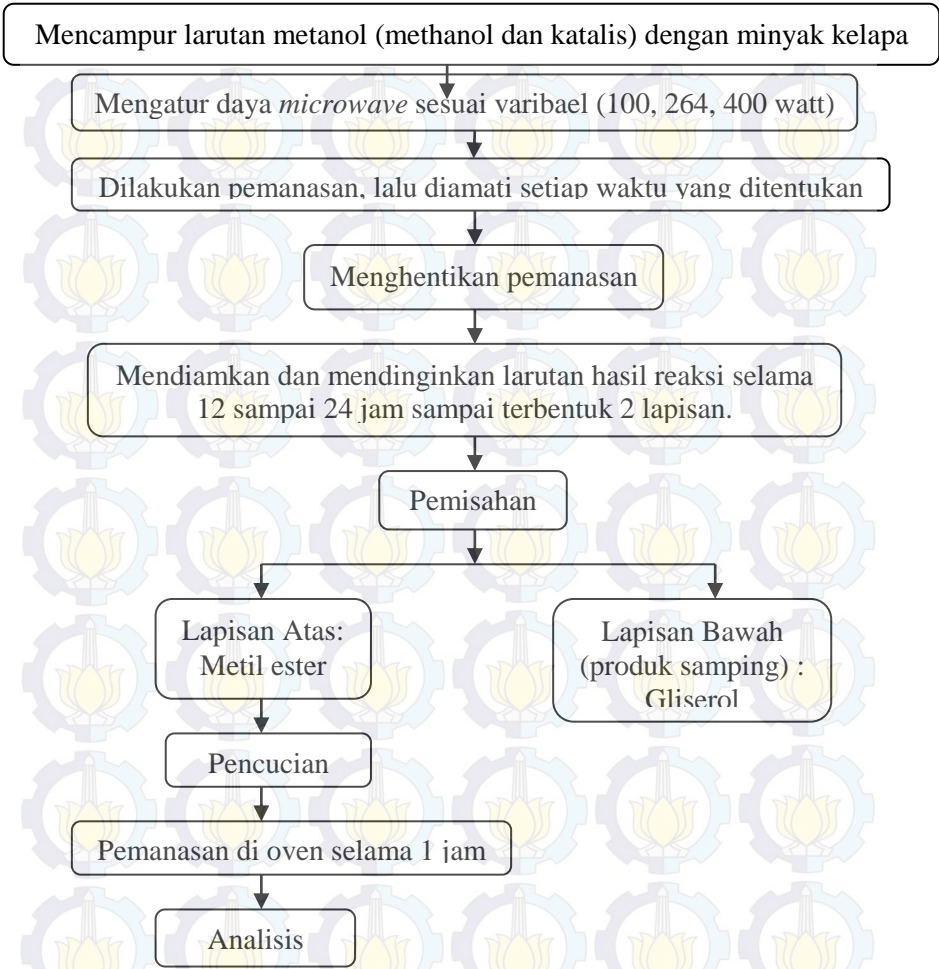 Mencampur larutan metanol (methanol dan katalis) dengan minyak kelapa
Mengatur daya microwave sesuai varibael (100, 264, 400 watt)
Dilakukan pemanasan, lalu diamati setiap waktu yang ditentukan
Menghentikan pemanasan
Mendiamkan dan mendinginkan larutan hasil reaksi selama
12 sampai 24 jam sampai terbentuk 2 lapisan.
Pemisahan
Lapisan Atas:
Metil ester
Lapisan Bawah
(produk samping) :
Gliserol
Pencucian
Pemanasan di oven selama 1 jam
Analisis